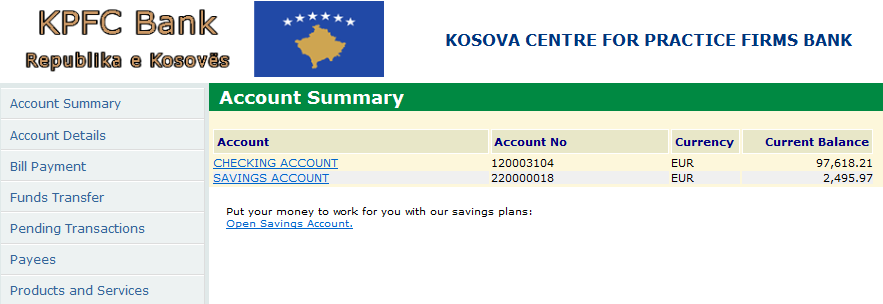 KPFC Bank
Republika e Kosovës
KOSOVA CENTRE FOR PRACTICE FIRMS BANK
Account Summary
Account Details
Bill Payment
Funds Transfer
Pending Transactions
Payees
Products and Services
Account Summary
Account Account No Currency Current Balance
CHECKING ACCOUNT 120003104 EUR 97,618.21
SAVINGS ACCOUNT 220000018 EUR 2,495.97
Put your money to work for you with our savings plans:
Open Savings Account.